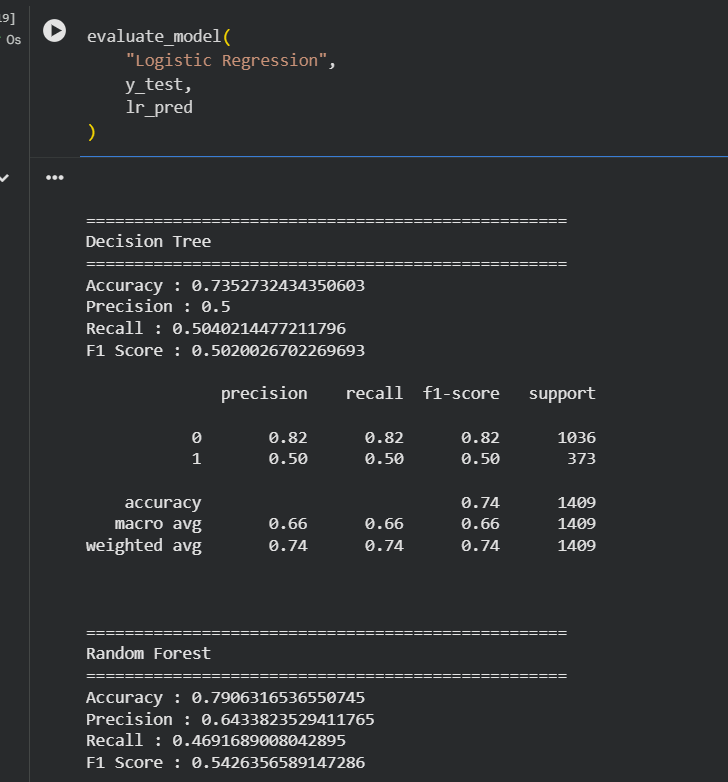 19]
0s
evaluate_model(
"Logistic Regression",
y_test,
lr_pred
)
==================================================
Decision Tree
==================================================
Accuracy : 0.7352732434350603
Precision : 0.5
Recall : 0.5040214477211796
F1 Score : 0.5020026702269693
precision recall f1-score support
0 0.82 0.82 0.82 1036
1 0.50 0.50 0.50 373
accuracy 0.74 1409
macro avg 0.66 0.66 0.66 1409
weighted avg 0.74 0.74 0.74 1409
==================================================
Random Forest
==================================================
Accuracy : 0.7906316536550745
Precision : 0.6433823529411765
Recall : 0.4691689008042895
F1 Score : 0.5426356589147286